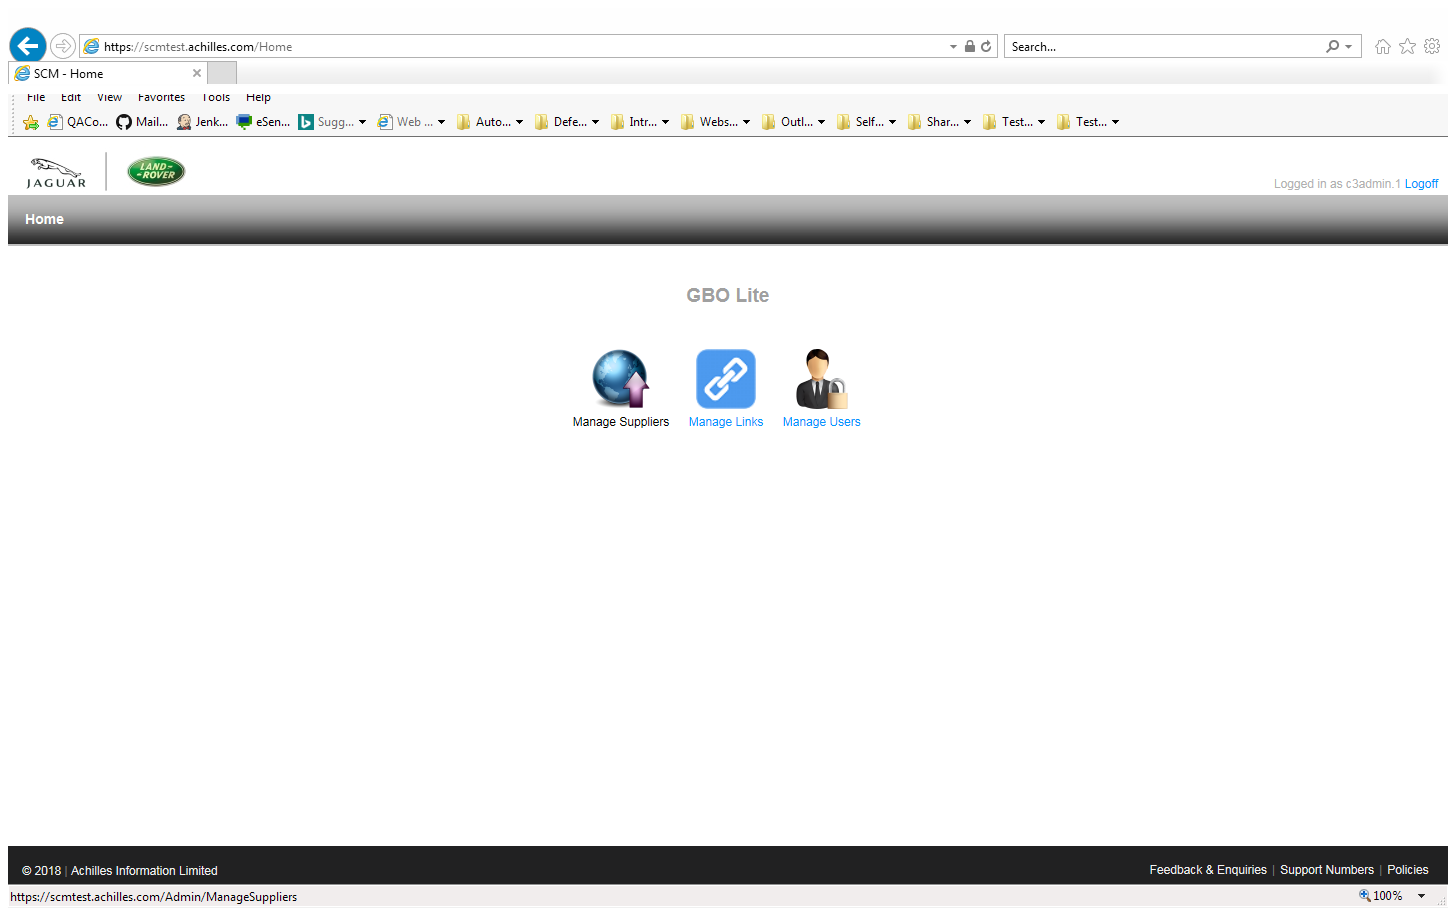 https://scmtest.achilles.com/Home
Search...
SCM - Home
File Edit View Favorites Tools Help
QACo... Mail... Jenk... eSen... Sugg... Web ... Auto... Defe... Intr... Webs... Outl... Self... Shar... Test... Test...
JAGUAR
LAND-
-ROVER
Logged in as c3admin.1 Logoff
Home
GBO Lite
Manage Suppliers Manage Links Manage Users
© 2018 | Achilles Information Limited
Feedback & Enquiries | Support Numbers | Policies
https://scmtest.achilles.com/Admin/ManageSuppliers
100%